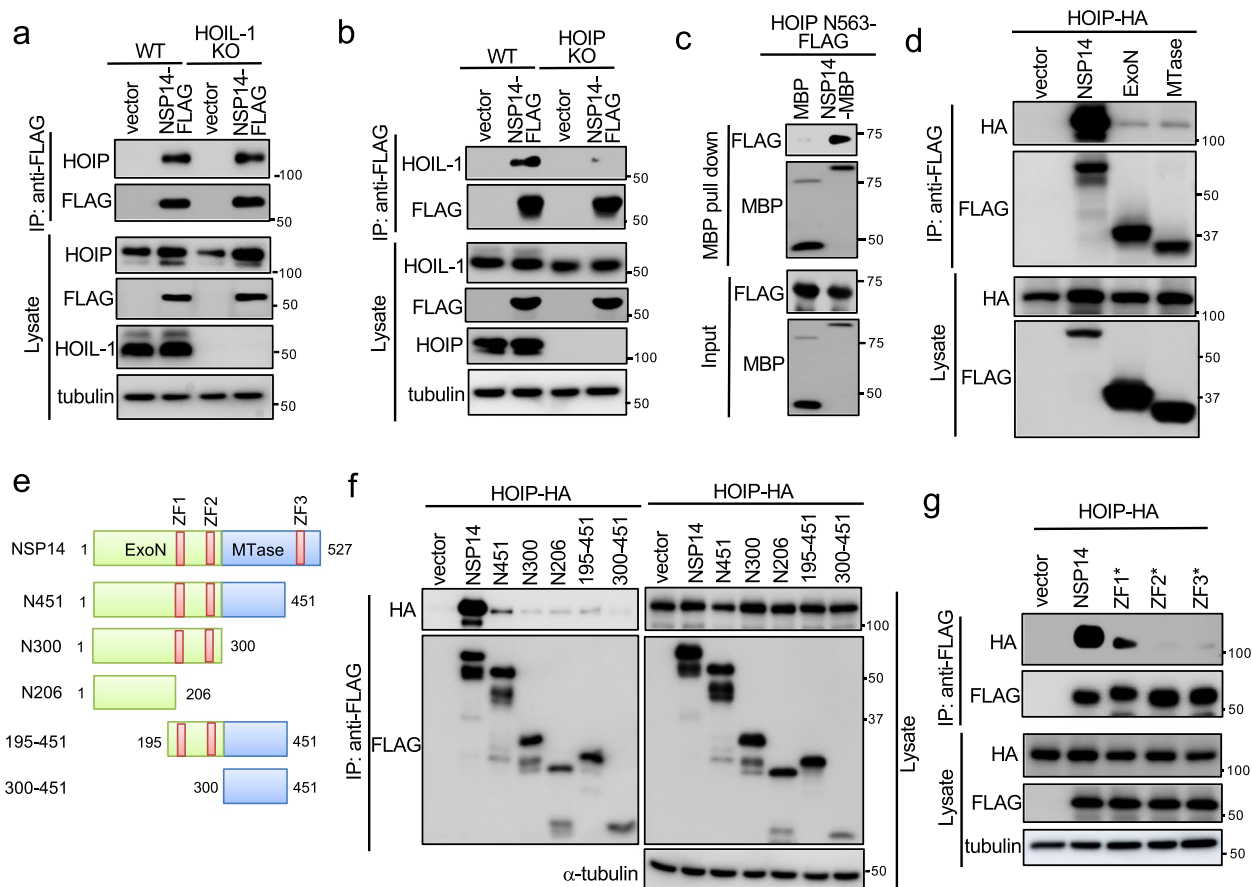 a
WT
HOIL-1
KO
vector
NSP14-
FLAG
vector
NSP14-
FLAG
IP: anti-FLAG
HOIP
100
FLAG
50
Lysate
HOIP
100
FLAG
50
HOIL-1
50
tubulin
50
b
WT
HOIP
KO
vector
NSP14-
FLAG
vector
NSP14-
FLAG
IP: anti-FLAG
HOIL-1
50
FLAG
50
Lysate
HOIL-1
50
FLAG
50
HOIP
100
tubulin
50
c
HOIP N563-
FLAG
MBP
NSP14
-MBP
MBP pull down
FLAG
75
MBP
75
50
Input
FLAG
75
MBP
75
50
d
HOIP-HA
vector
NSP14
ExoN
MTase
IP: anti-FLAG
HA
100
FLAG
50
37
Lysate
HA
100
FLAG
50
37
e
ZF1
ZF2
ZF3
NSP14 1 ExoN MTase 527
N451 1 451
N300 1 300
N206 1 206
195-451 195 451
300-451 300 451
f
HOIP-HA
HOIP-HA
vector
NSP14
N451
N300
N206
195-451
300-451
vector
NSP14
N451
N300
N206
195-451
300-451
IP: anti-FLAG
HA
100
FLAG
50
37
Lysate
α-tubulin
50
g
HOIP-HA
vector
NSP14
ZF1*
ZF2*
ZF3*
IP: anti-FLAG
HA
100
FLAG
50
Lysate
HA
100
FLAG
50
tubulin
50